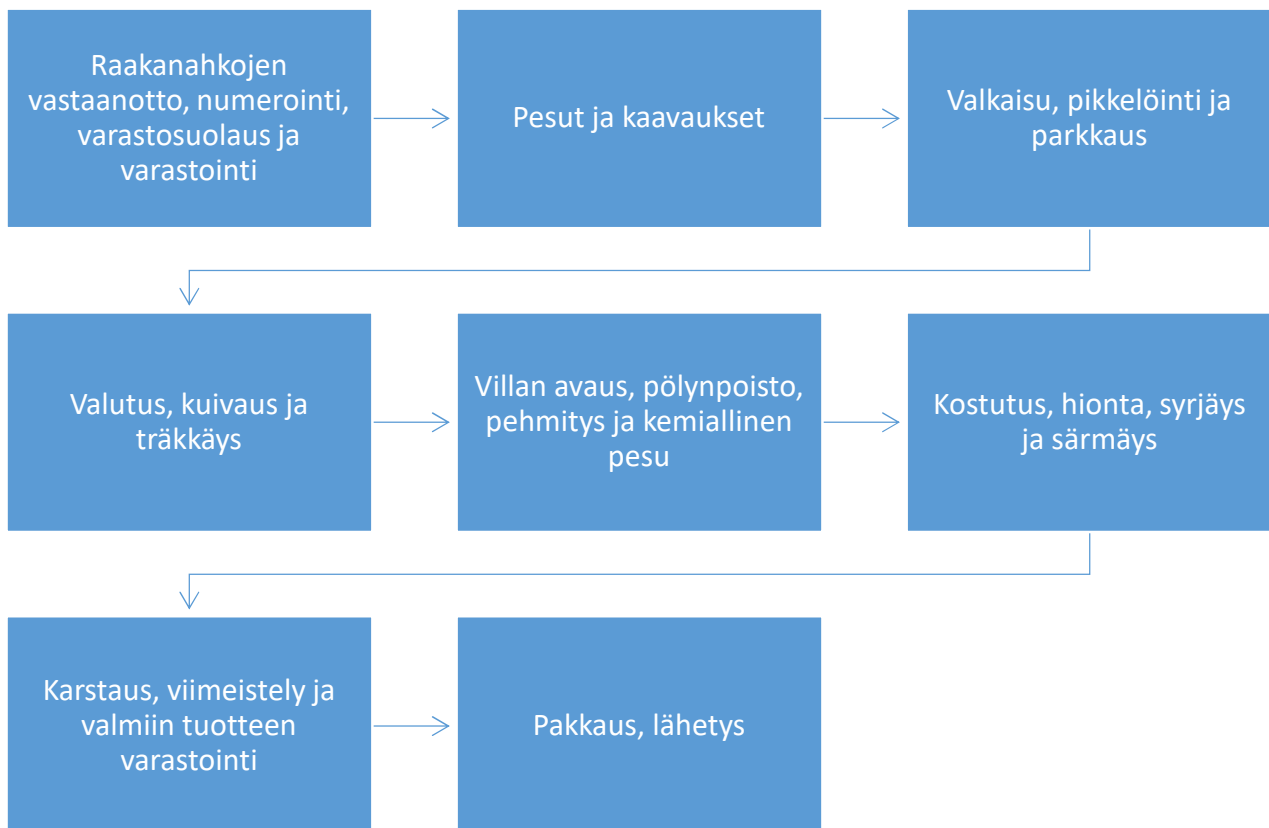 Raakanahkojen
vastaanotto, numerointi,
varastosuolaus ja
varastointi
Pesut ja kaavaukset
Valkaisu, pikkelöinti ja
parkkaus
Valutus, kuivaus ja
träkkäys
Villan avaus, pölynpoisto,
pehmitys ja kemiallinen
pesu
Kostutus, hionta, syrjäys
ja särmäys
Karstaus, viimeistely ja
valmiin tuotteen
varastointi
Pakkaus, lähetys